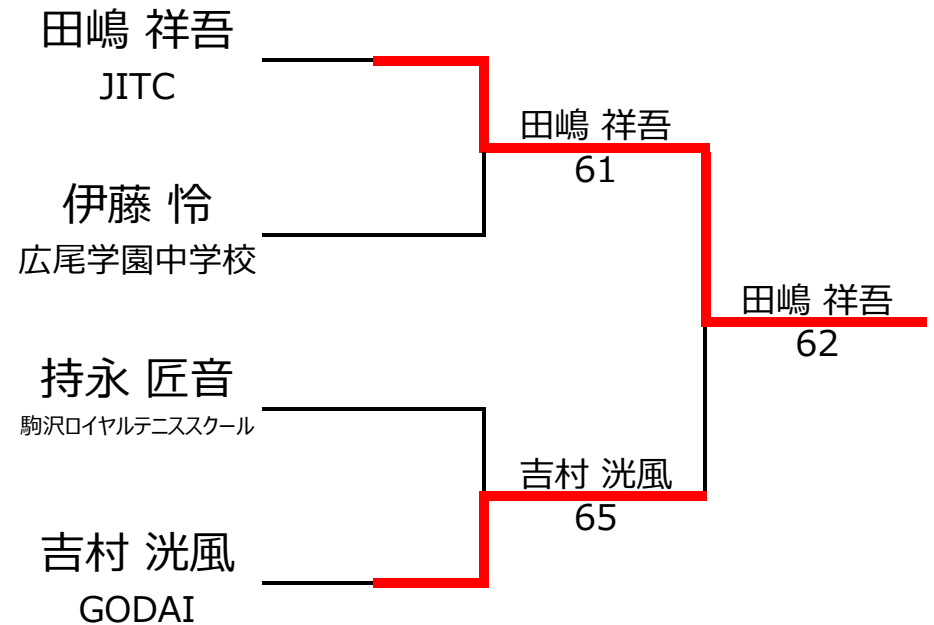 田嶋 祥吾
JITC
伊藤 怜
広尾学園中学校
持永 匠音
駒沢ロイヤルテニススクール
吉村 洸風
GODAI
田嶋 祥吾
61
吉村 洸風
65
田嶋 祥吾
62